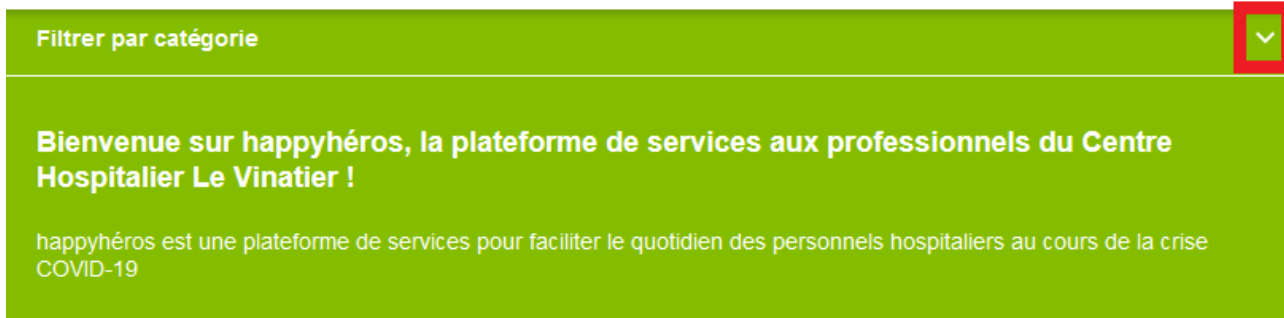 Filtrer par catégorie
Bienvenue sur happyhéros, la plateforme de services aux professionnels du Centre
Hospitalier Le Vinatier !
happyhéros est une plateforme de services pour faciliter le quotidien des personnels hospitaliers au cours de la crise
COVID-19